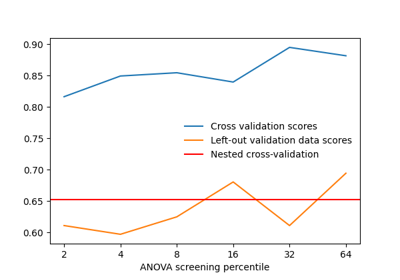 0.90
0.85
0.80
0.75
0.70
0.65
0.60
Cross validation scores
Left-out validation data scores
Nested cross-validation
2 4 8 16 32 64
ANOVA screening percentile